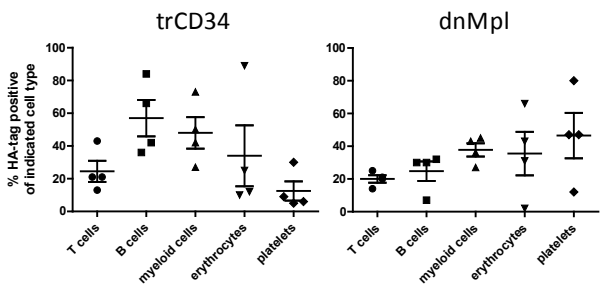 trCD34
dnMpl
% HA-tag positive
of indicated cell type
100
80
60
40
20
0
T cells
B cells
myeloid cells
erythrocytes
platelets
100
80
60
40
20
0
T cells
B cells
myeloid cells
erythrocytes
platelets